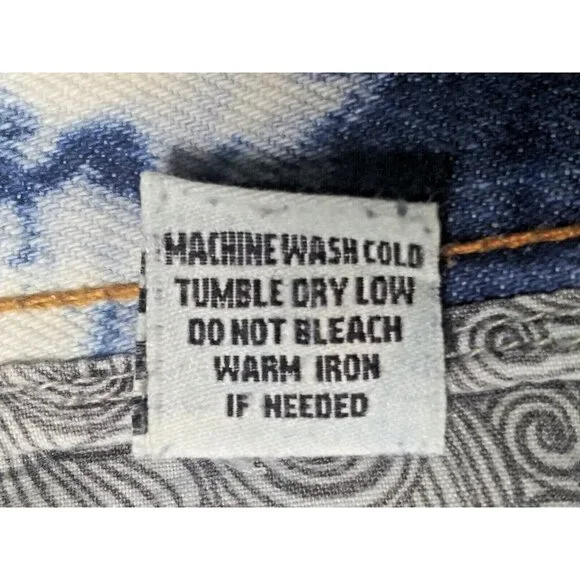 MACHINE WASH COLD
TUMBLE DRY LOW
DO NOT BLEACH
WARM IRON
IF NEEDED